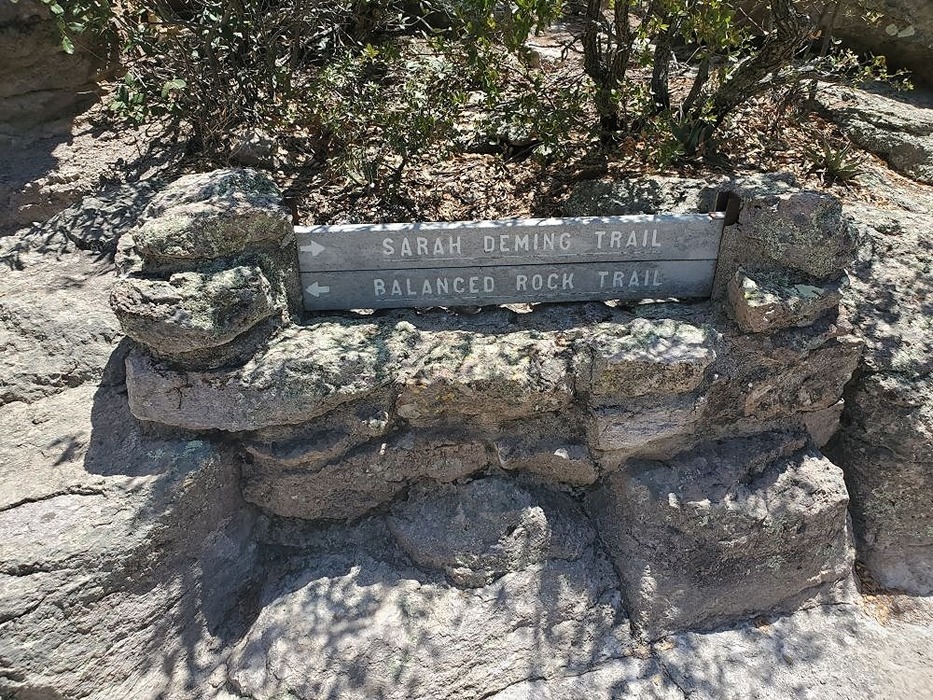 → SARAH DEMING TRAIL
← BALANCED ROCK TRAIL